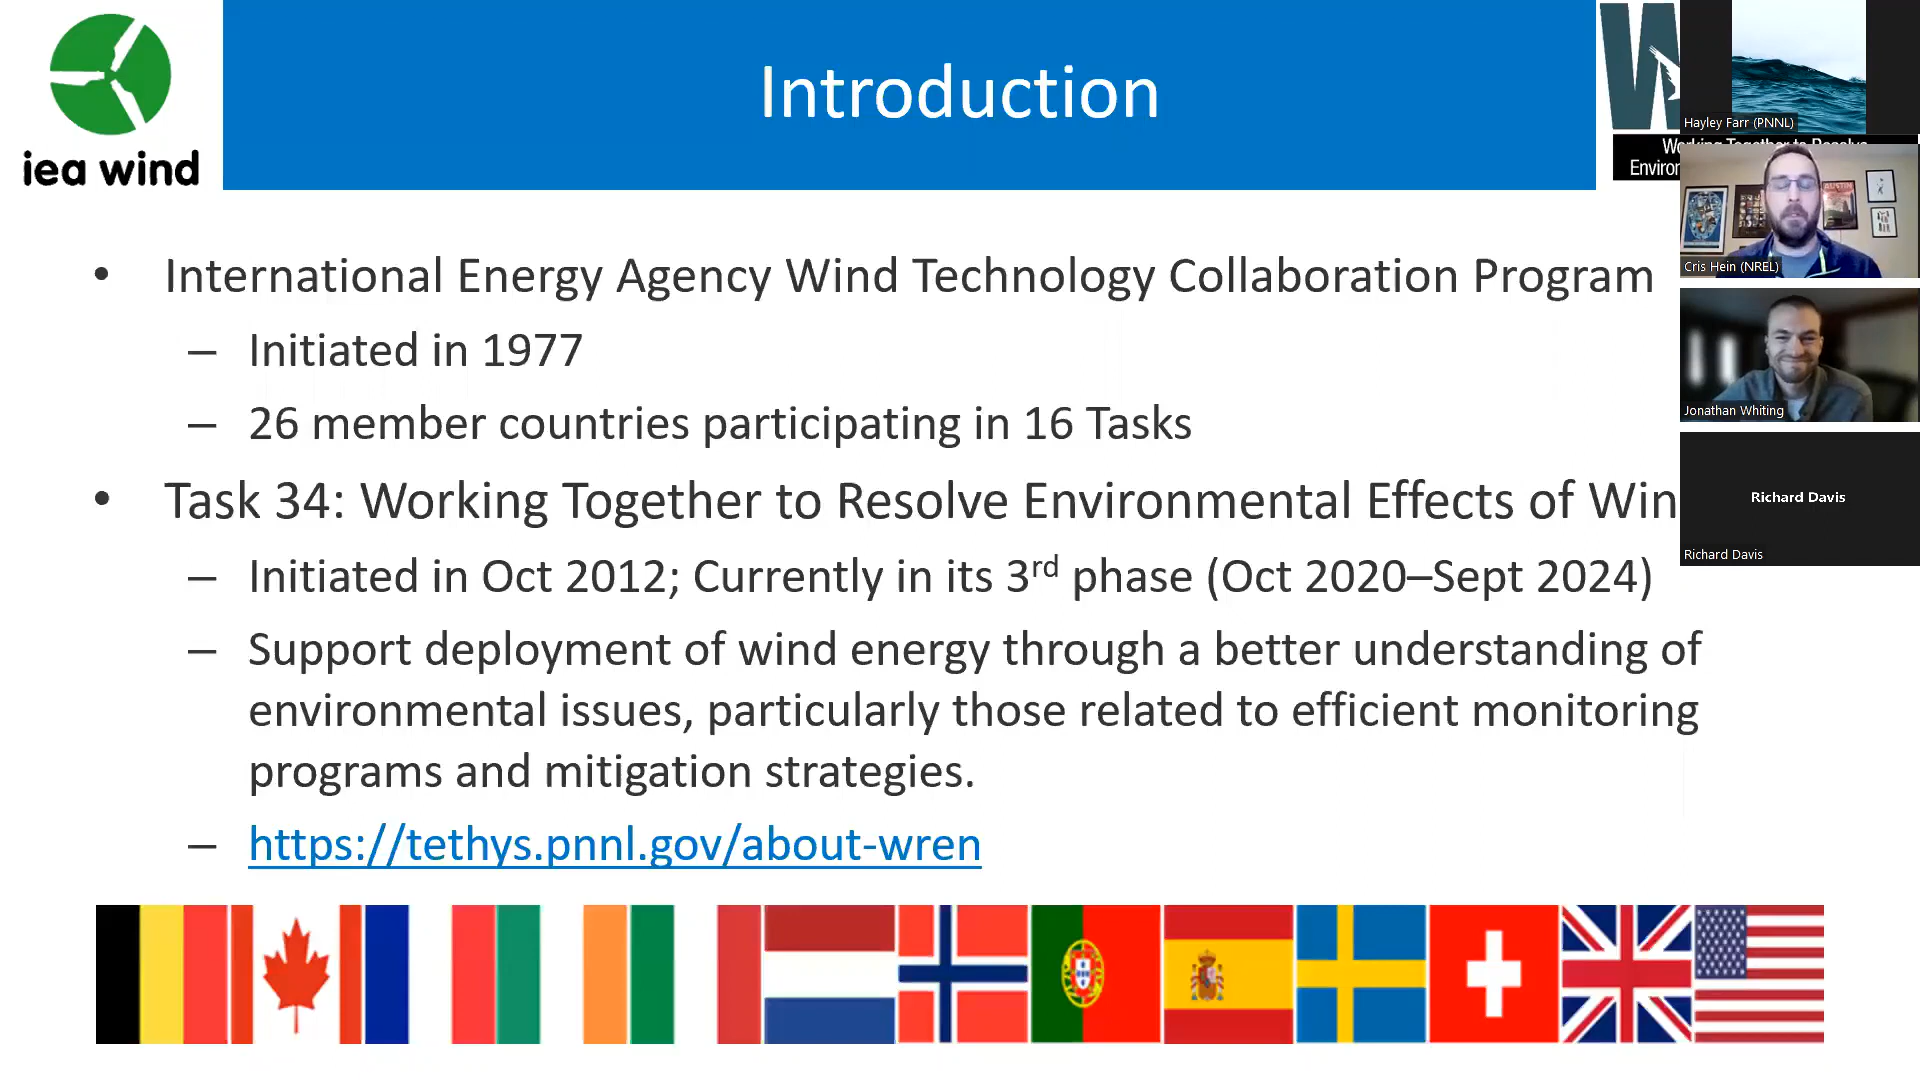 iea wind
Introduction
W
Environ
Hayley Farr (PNNL)
Cris Hein (NREL)
Jonathan Whiting
Richard Davis
Richard Davis
• International Energy Agency Wind Technology Collaboration Program
– Initiated in 1977
– 26 member countries participating in 16 Tasks
• Task 34: Working Together to Resolve Environmental Effects of Win
– Initiated in Oct 2012; Currently in its 3rd phase (Oct 2020–Sept 2024)
– Support deployment of wind energy through a better understanding of
environmental issues, particularly those related to efficient monitoring
programs and mitigation strategies.
– https://tethys.pnnl.gov/about-wren